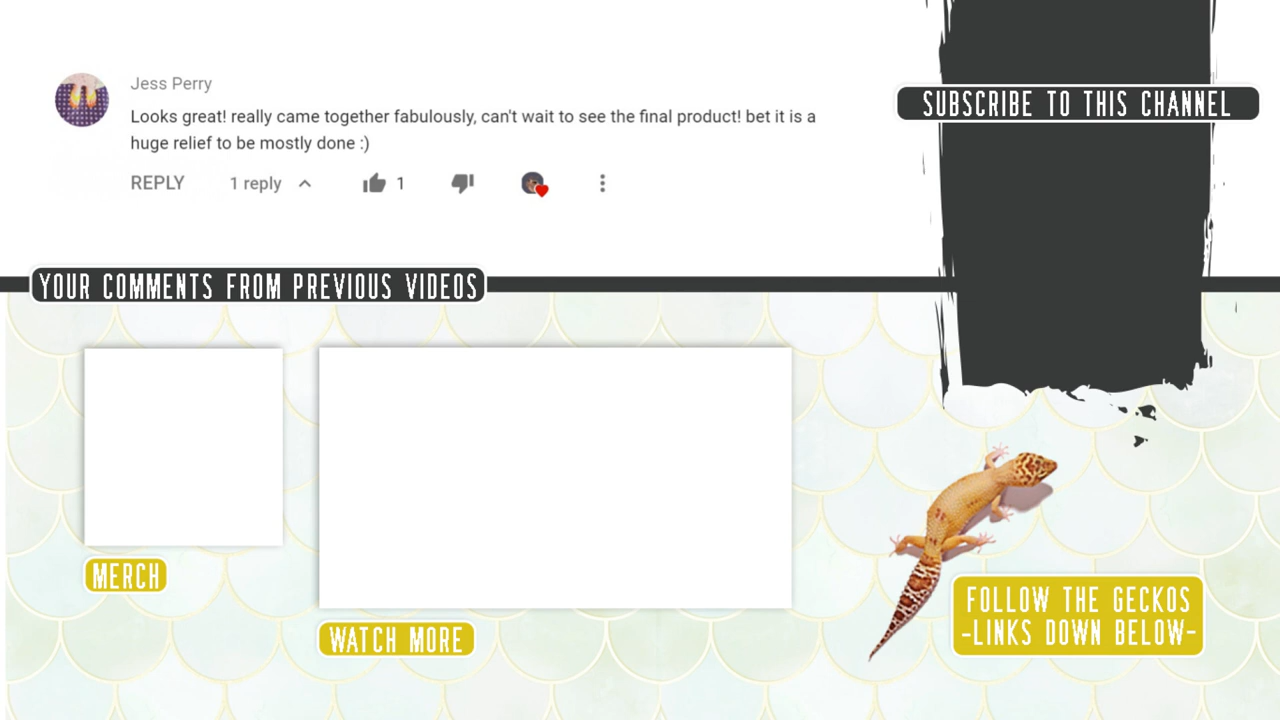 Jess Perry
Looks great! really came together fabulously, can't wait to see the final product! bet it is a
huge relief to be mostly done :)
REPLY 1 reply 1
SUBSCRIBE TO THIS CHANNEL
YOUR COMMENTS FROM PREVIOUS VIDEOS
MERCH
WATCH MORE
FOLLOW THE GECKOS
-LINKS DOWN BELOW-